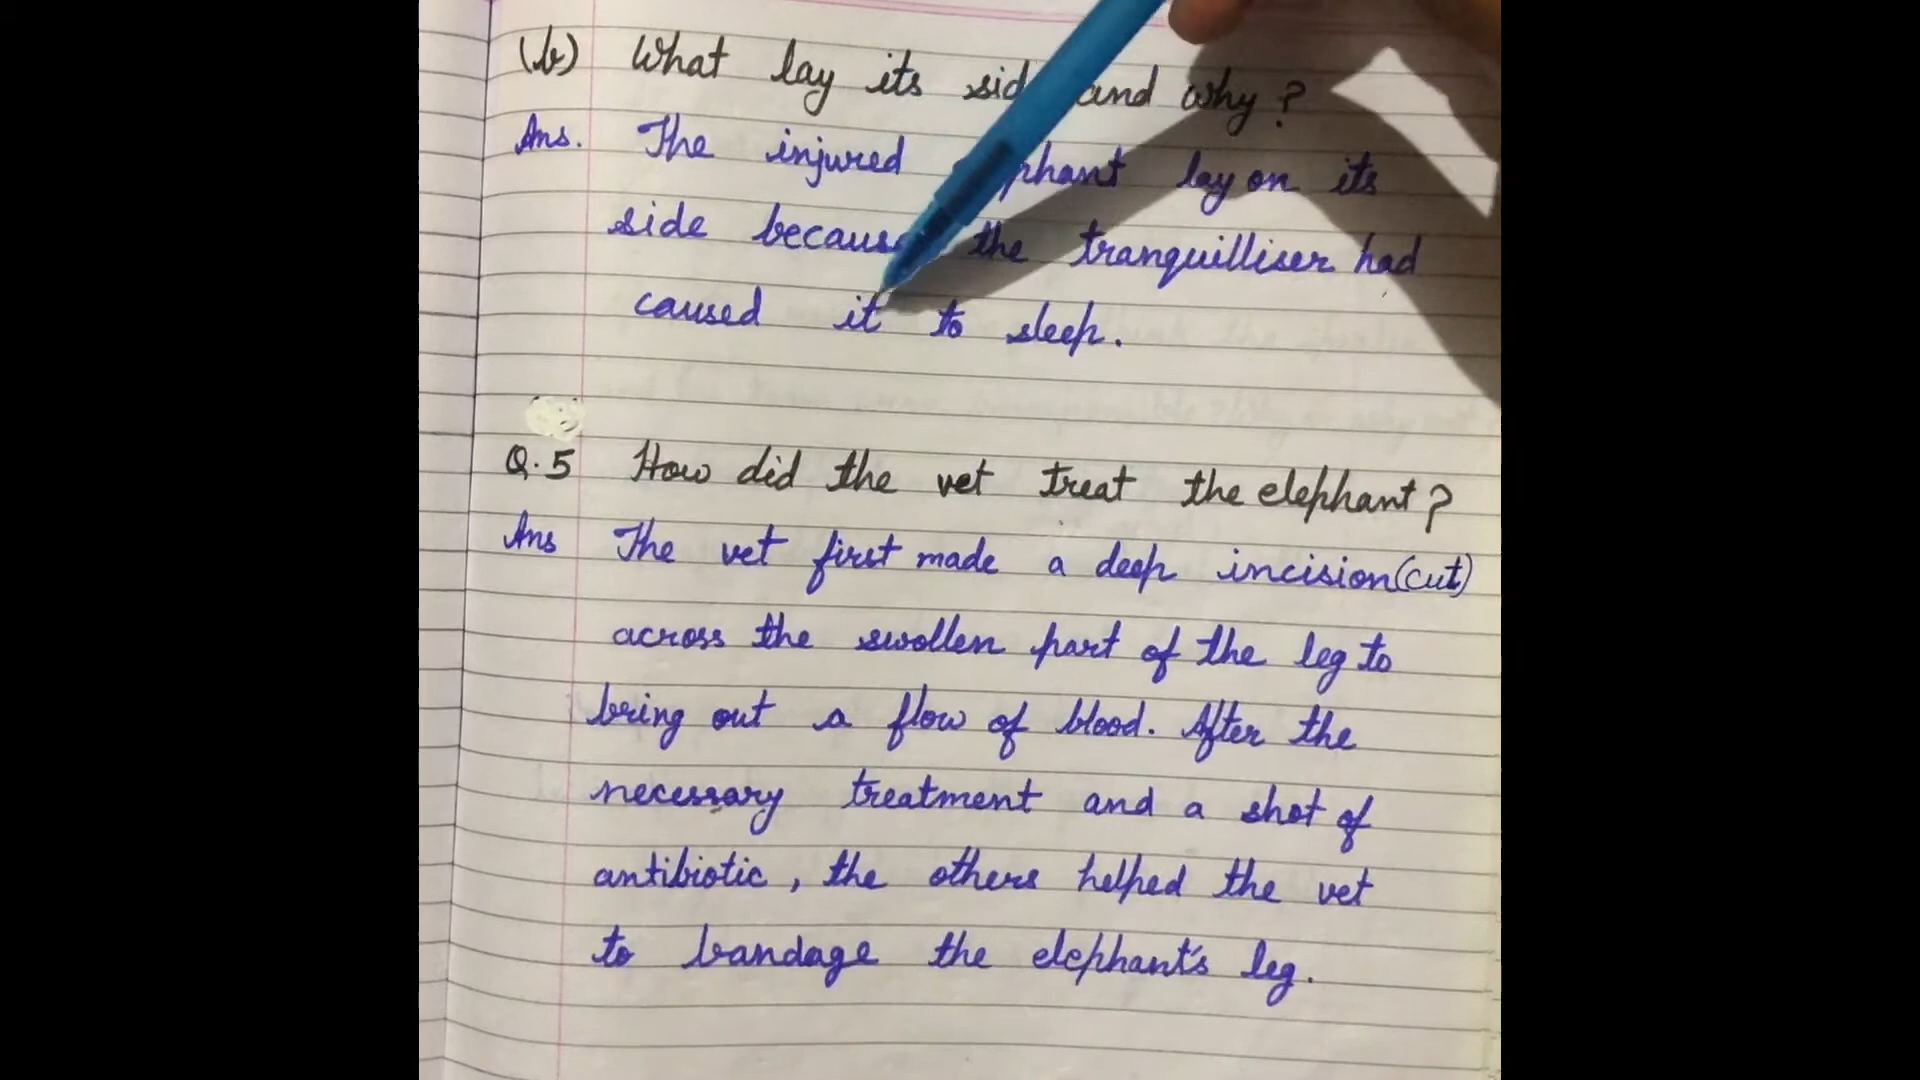 (b) What lay its side and why?
Ans. The injured elephant lay on its
side because the tranquilliser had
caused it to sleep.
Q.5 How did the vet treat the elephant?
Ans The vet first made a deep incision(cut)
across the swollen part of the leg to
bring out a flow of blood. After the
necessary treatment and a shot of
antibiotic, the others helped the vet
to bandage the elephant's leg.